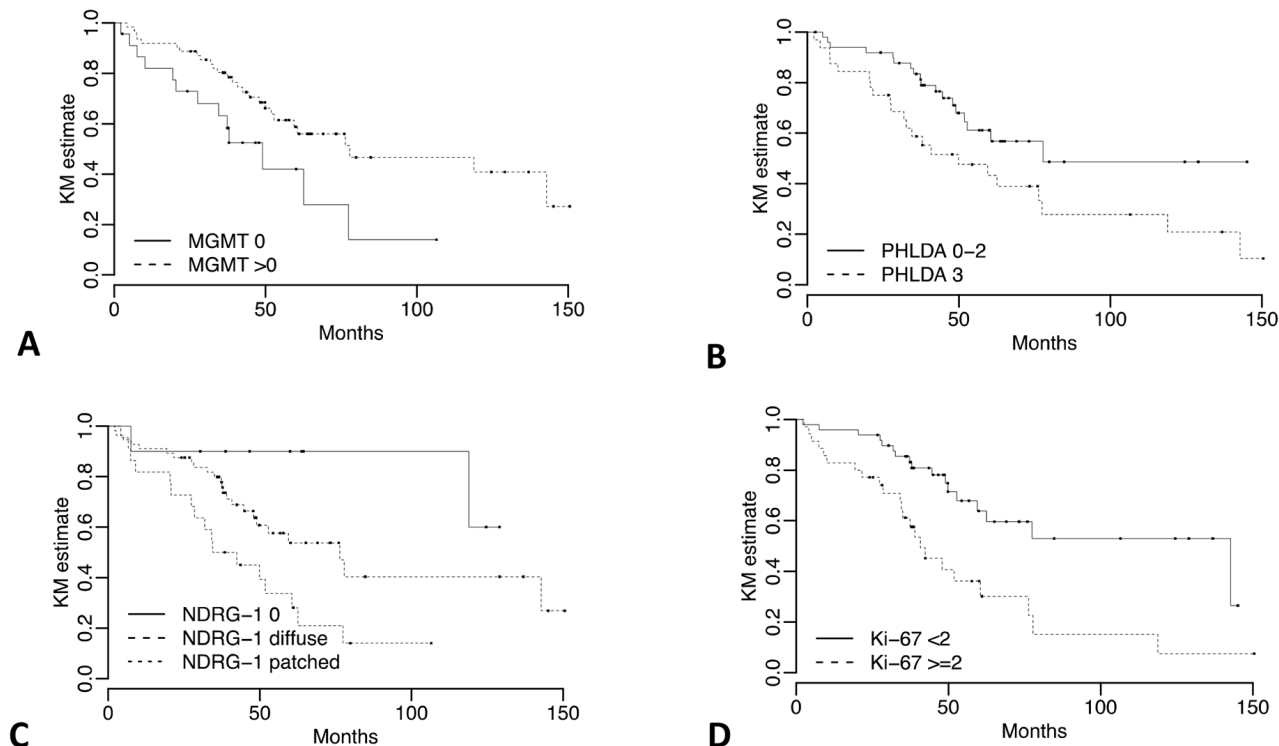 1.0
0.8
0.6
0.4
0.2
0.0
KM estimate
MGMT 0
MGMT >0
0 50 100 150
Months
A
1.0
0.8
0.6
0.4
0.2
0.0
KM estimate
PHLDA 0−2
PHLDA 3
0 50 100 150
Months
B
1.0
0.8
0.6
0.4
0.2
0.0
KM estimate
NDRG−1 0
NDRG−1 diffuse
NDRG−1 patched
0 50 100 150
Months
C
1.0
0.8
0.6
0.4
0.2
0.0
KM estimate
Ki−67 <2
Ki−67 >=2
0 50 100 150
Months
D